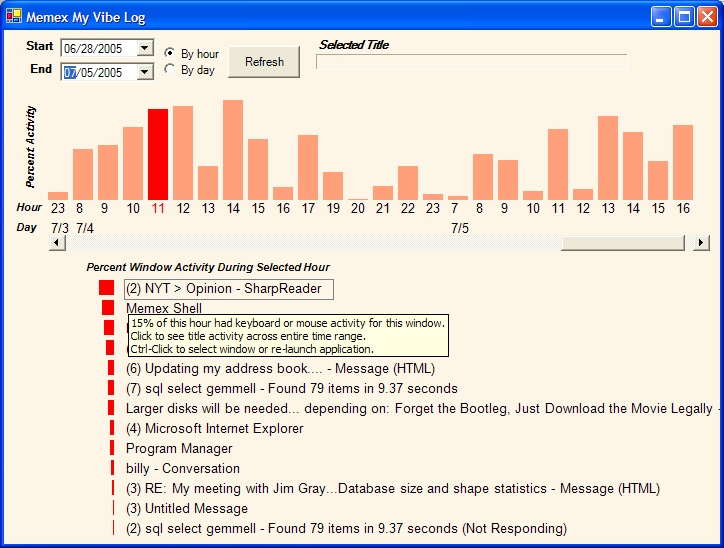 Memex My Vibe Log
Start 06/28/2005 By hour Refresh Selected Title
End 07/05/2005 By day
Percent Activity
Hour 23 8 9 10 11 12 13 14 15 16 17 19 20 21 22 23 7 8 9 10 11 12 13 14 15 16
Day 7/3 7/4 7/5
Percent Window Activity During Selected Hour
(2) NYT > Opinion - SharpReader
Memex Shell
15% of this hour had keyboard or mouse activity for this window.
Click to see title activity across entire time range.
Ctrl-Click to select window or re-launch application.
(6) Updating my address book.... - Message (HTML)
(7) sql select gemmell - Found 79 items in 9.37 seconds
Larger disks will be needed... depending on: Forget the Bootleg, Just Download the Movie Legally -
(4) Microsoft Internet Explorer
Program Manager
billy - Conversation
(3) RE: My meeting with Jim Gray...Database size and shape statistics - Message (HTML)
(3) Untitled Message
(2) sql select gemmell - Found 79 items in 9.37 seconds (Not Responding)